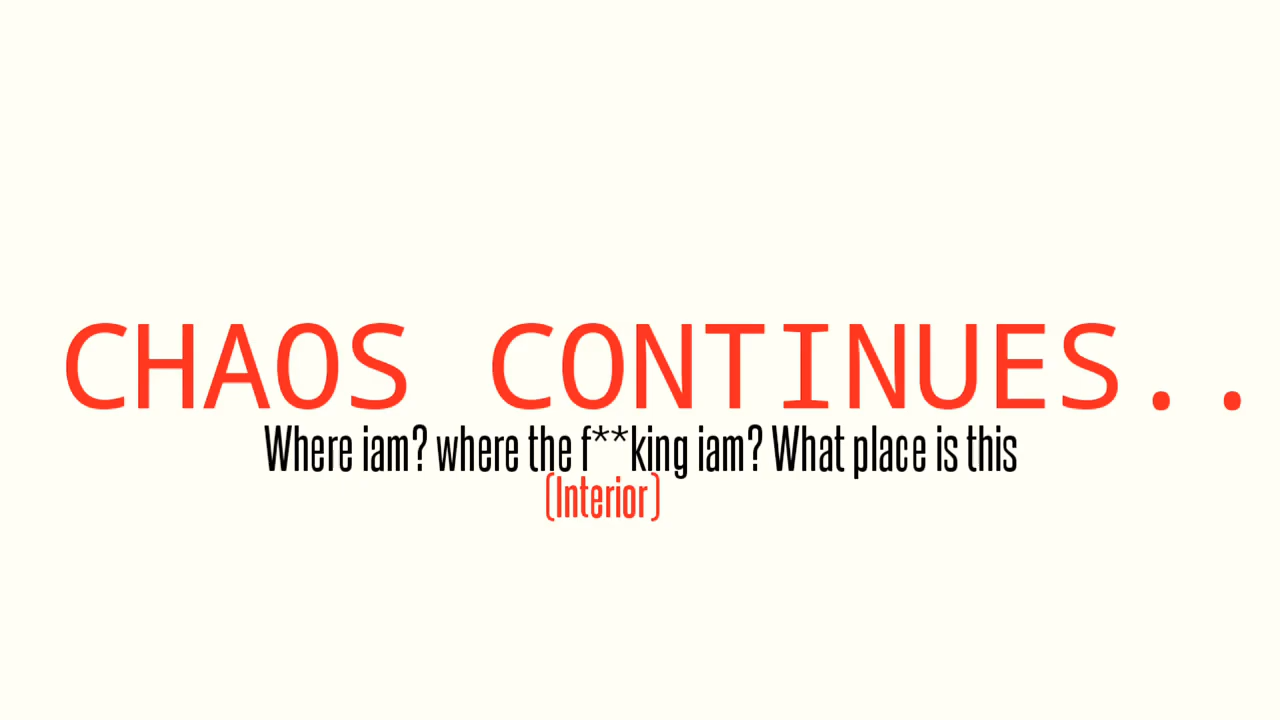 CHAOS CONTINUES..
Where iam? where the f**king iam? What place is this
(Interior)